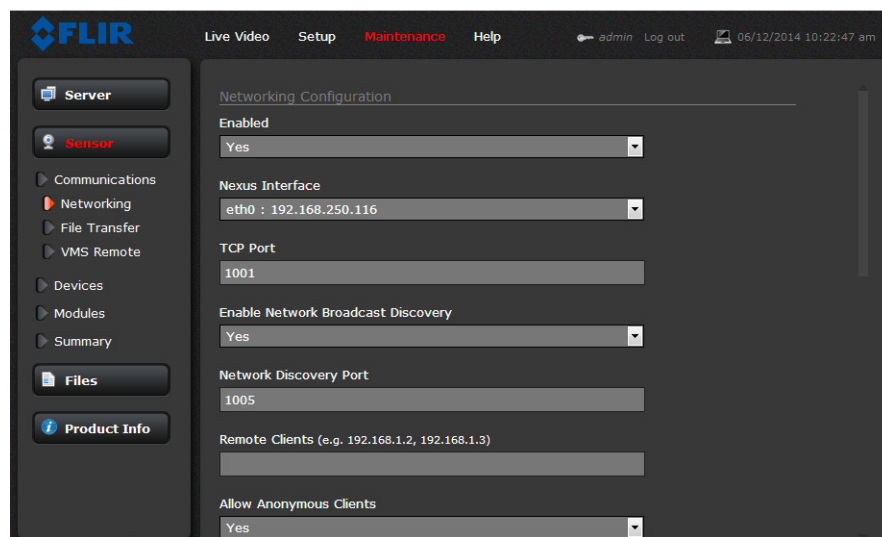 FLIR
Live Video Setup Maintenance Help admin Log out 06/12/2014 10:22:47 am
Server
Sensor
Communications
Networking
File Transfer
VMS Remote
Devices
Modules
Summary
Files
Product Info
Networking Configuration
Enabled
Yes
Nexus Interface
eth0 : 192.168.250.116
TCP Port
1001
Enable Network Broadcast Discovery
Yes
Network Discovery Port
1005
Remote Clients (e.g. 192.168.1.2, 192.168.1.3)
Allow Anonymous Clients
Yes